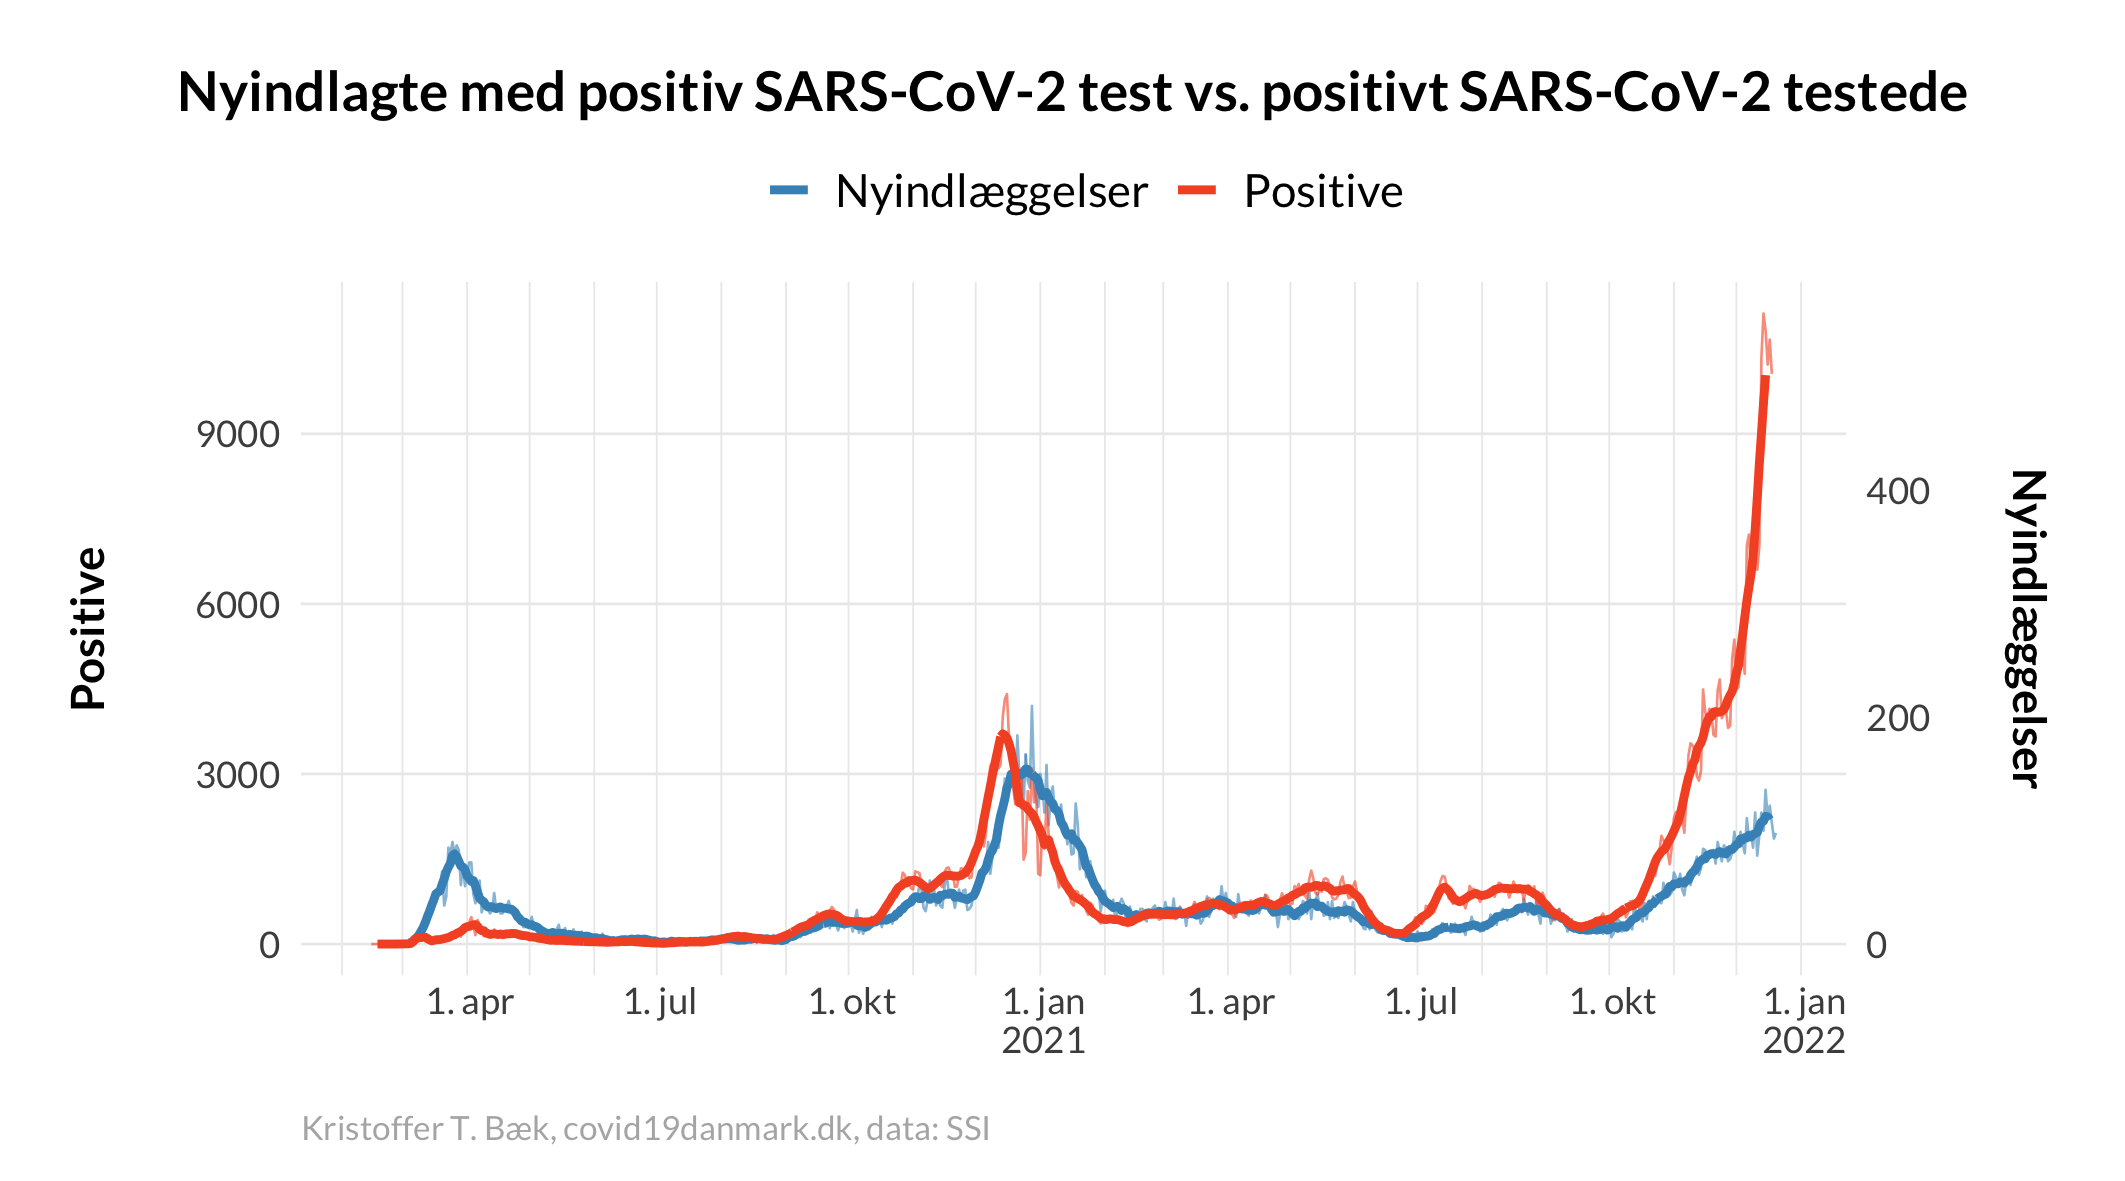 Nyindlagte med positiv SARS-CoV-2 test vs. positivt SARS-CoV-2 testede
Nyindlæggelser Positive
Positive
9000
6000
3000
0
400
200
0
Nyindlæggelser
1. apr 1. jul 1. okt 1. jan 1. apr 1. jul 1. okt 1. jan
2021 2022
Kristoffer T. Bæk, covid19danmark.dk, data: SSI